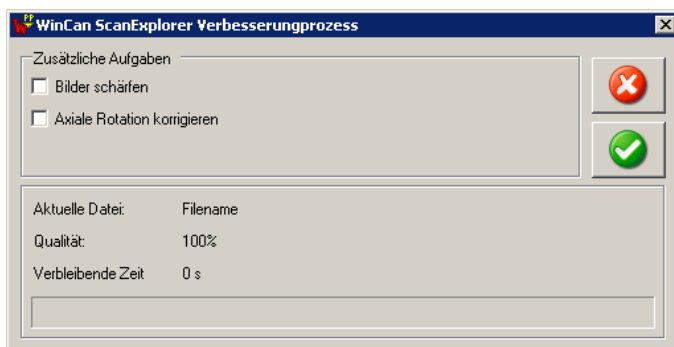 WinCan ScanExplorer Verbesserungprozess
Zusätzliche Aufgaben
Bilder schärfen
Axiale Rotation korrigieren
Aktuelle Datei: Filename
Qualität: 100%
Verbleibende Zeit 0 s